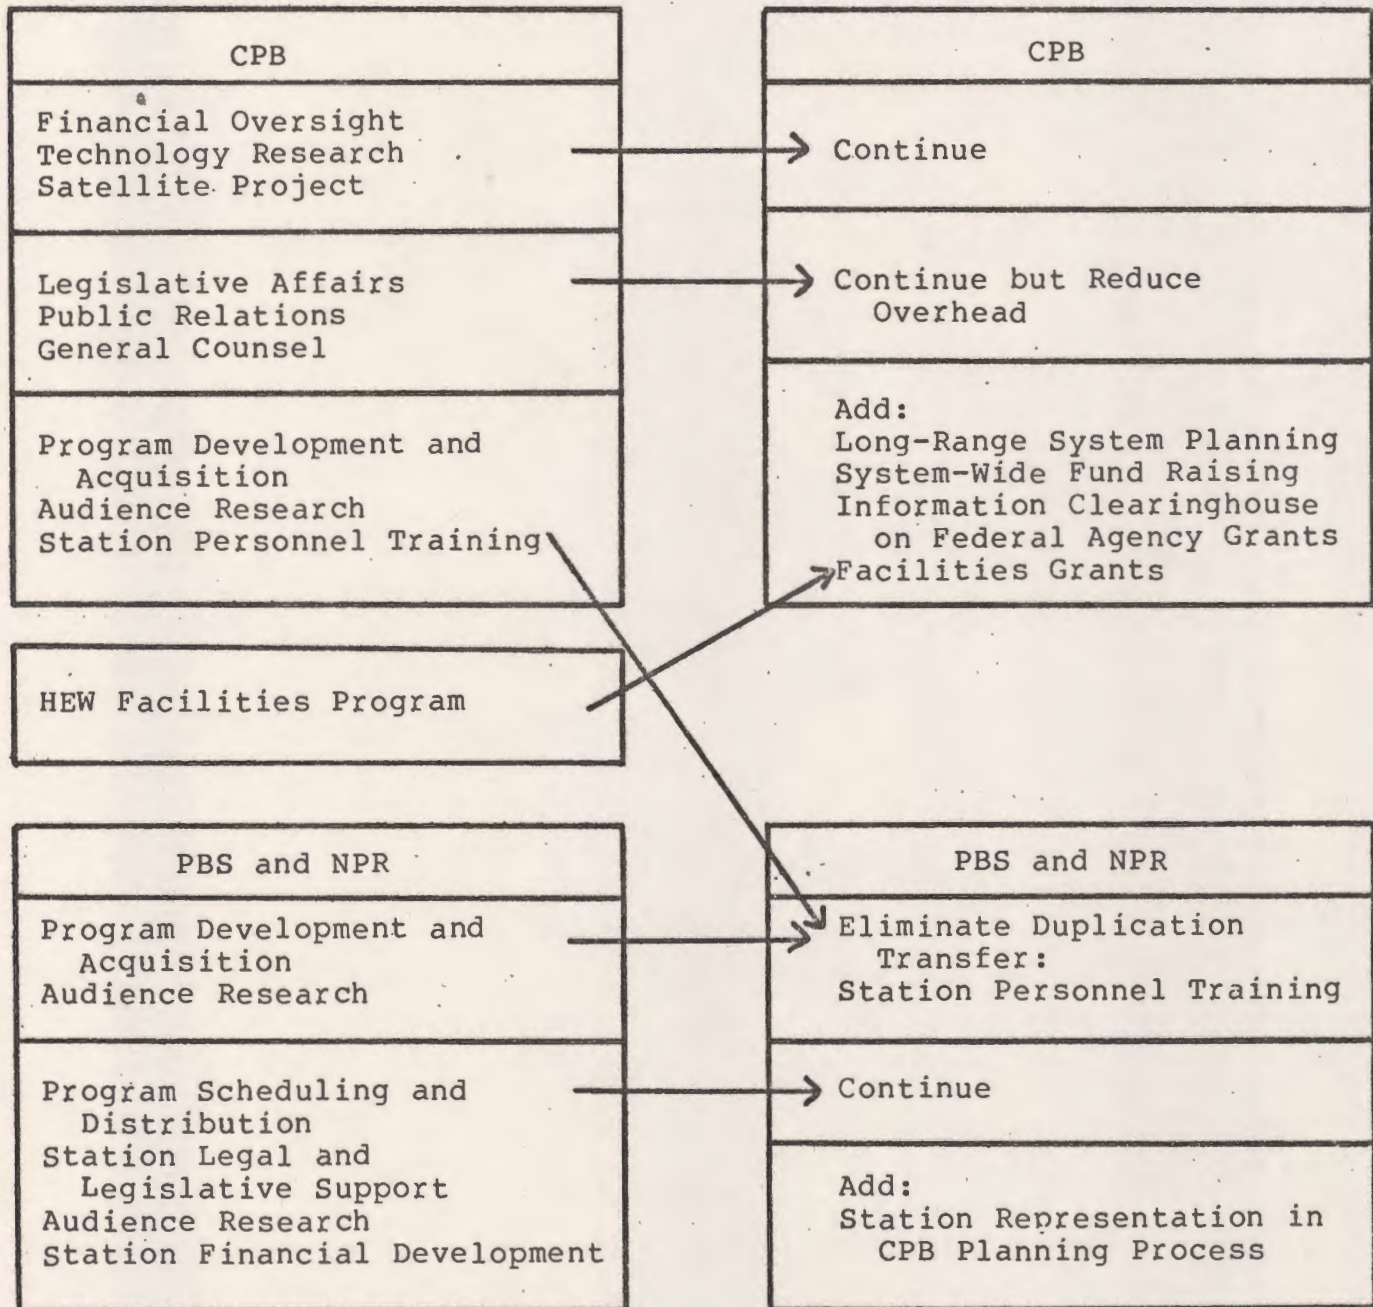 CPB
Financial Oversight
Technology Research
Satellite Project
Legislative Affairs
Public Relations
General Counsel
Program Development and
Acquisition
Audience Research
Station Personnel Training
HEW Facilities Program
PBS and NPR
Program Development and
Acquisition
Audience Research
Program Scheduling and
Distribution
Station Legal and
Legislative Support
Audience Research
Station Financial Development
CPB
Continue
Continue but Reduce
Overhead
Add:
Long-Range System Planning
System-Wide Fund Raising
Information Clearinghouse
on Federal Agency Grants
Facilities Grants
PBS and NPR
Eliminate Duplication
Transfer:
Station Personnel Training
Continue
Add:
Station Representation in
CPB Planning Process